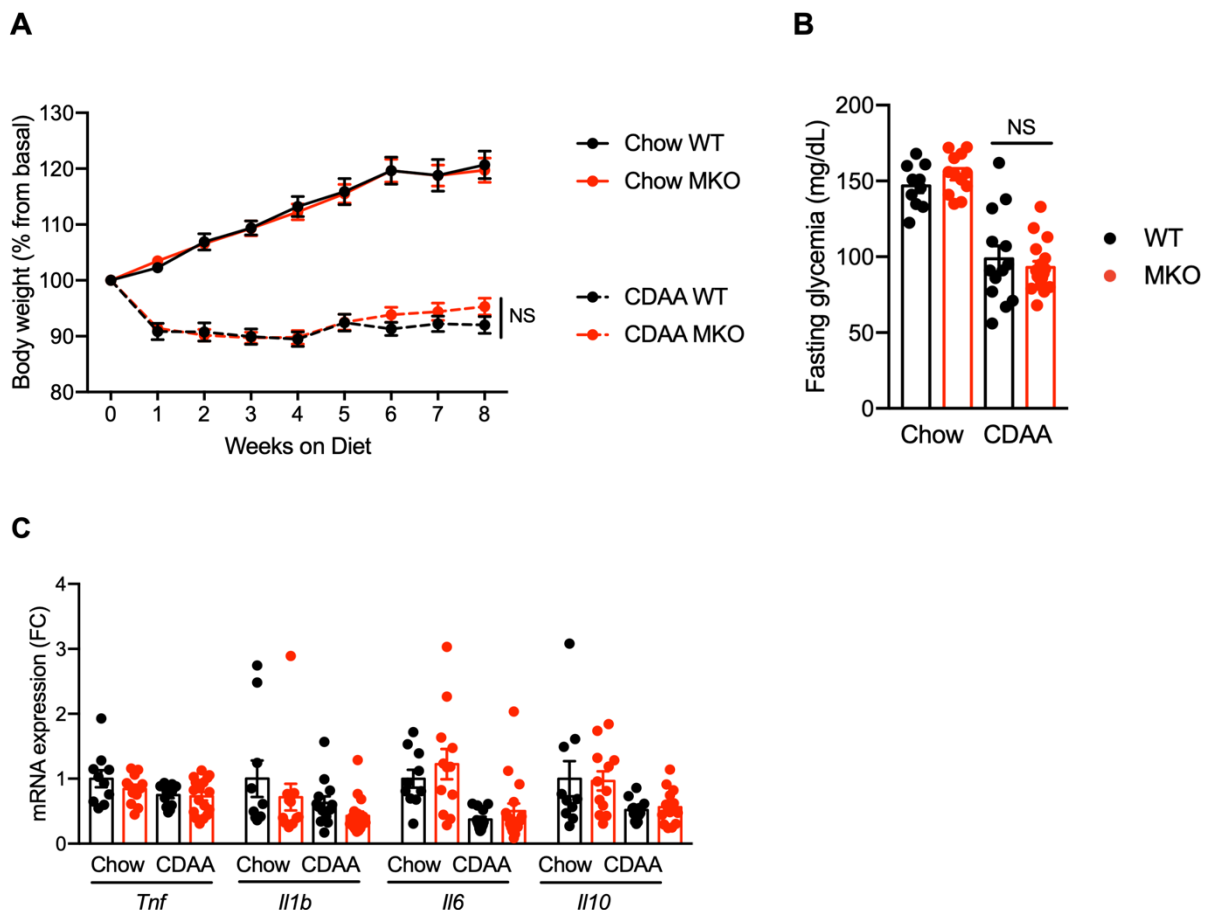 A
B
Body weight (% from basal)
130
120
110
100
90
80
0 1 2 3 4 5 6 7 8
Weeks on Diet
Chow WT
Chow MKO
CDAA WT
CDAA MKO
NS
Fasting glycemia (mg/dL)
200
150
100
50
0
NS
Chow CDAA
WT
MKO
C
mRNA expression (FC)
4
3
2
1
0
Chow CDAA Chow CDAA Chow CDAA Chow CDAA
Tnf Il1b Il6 Il10